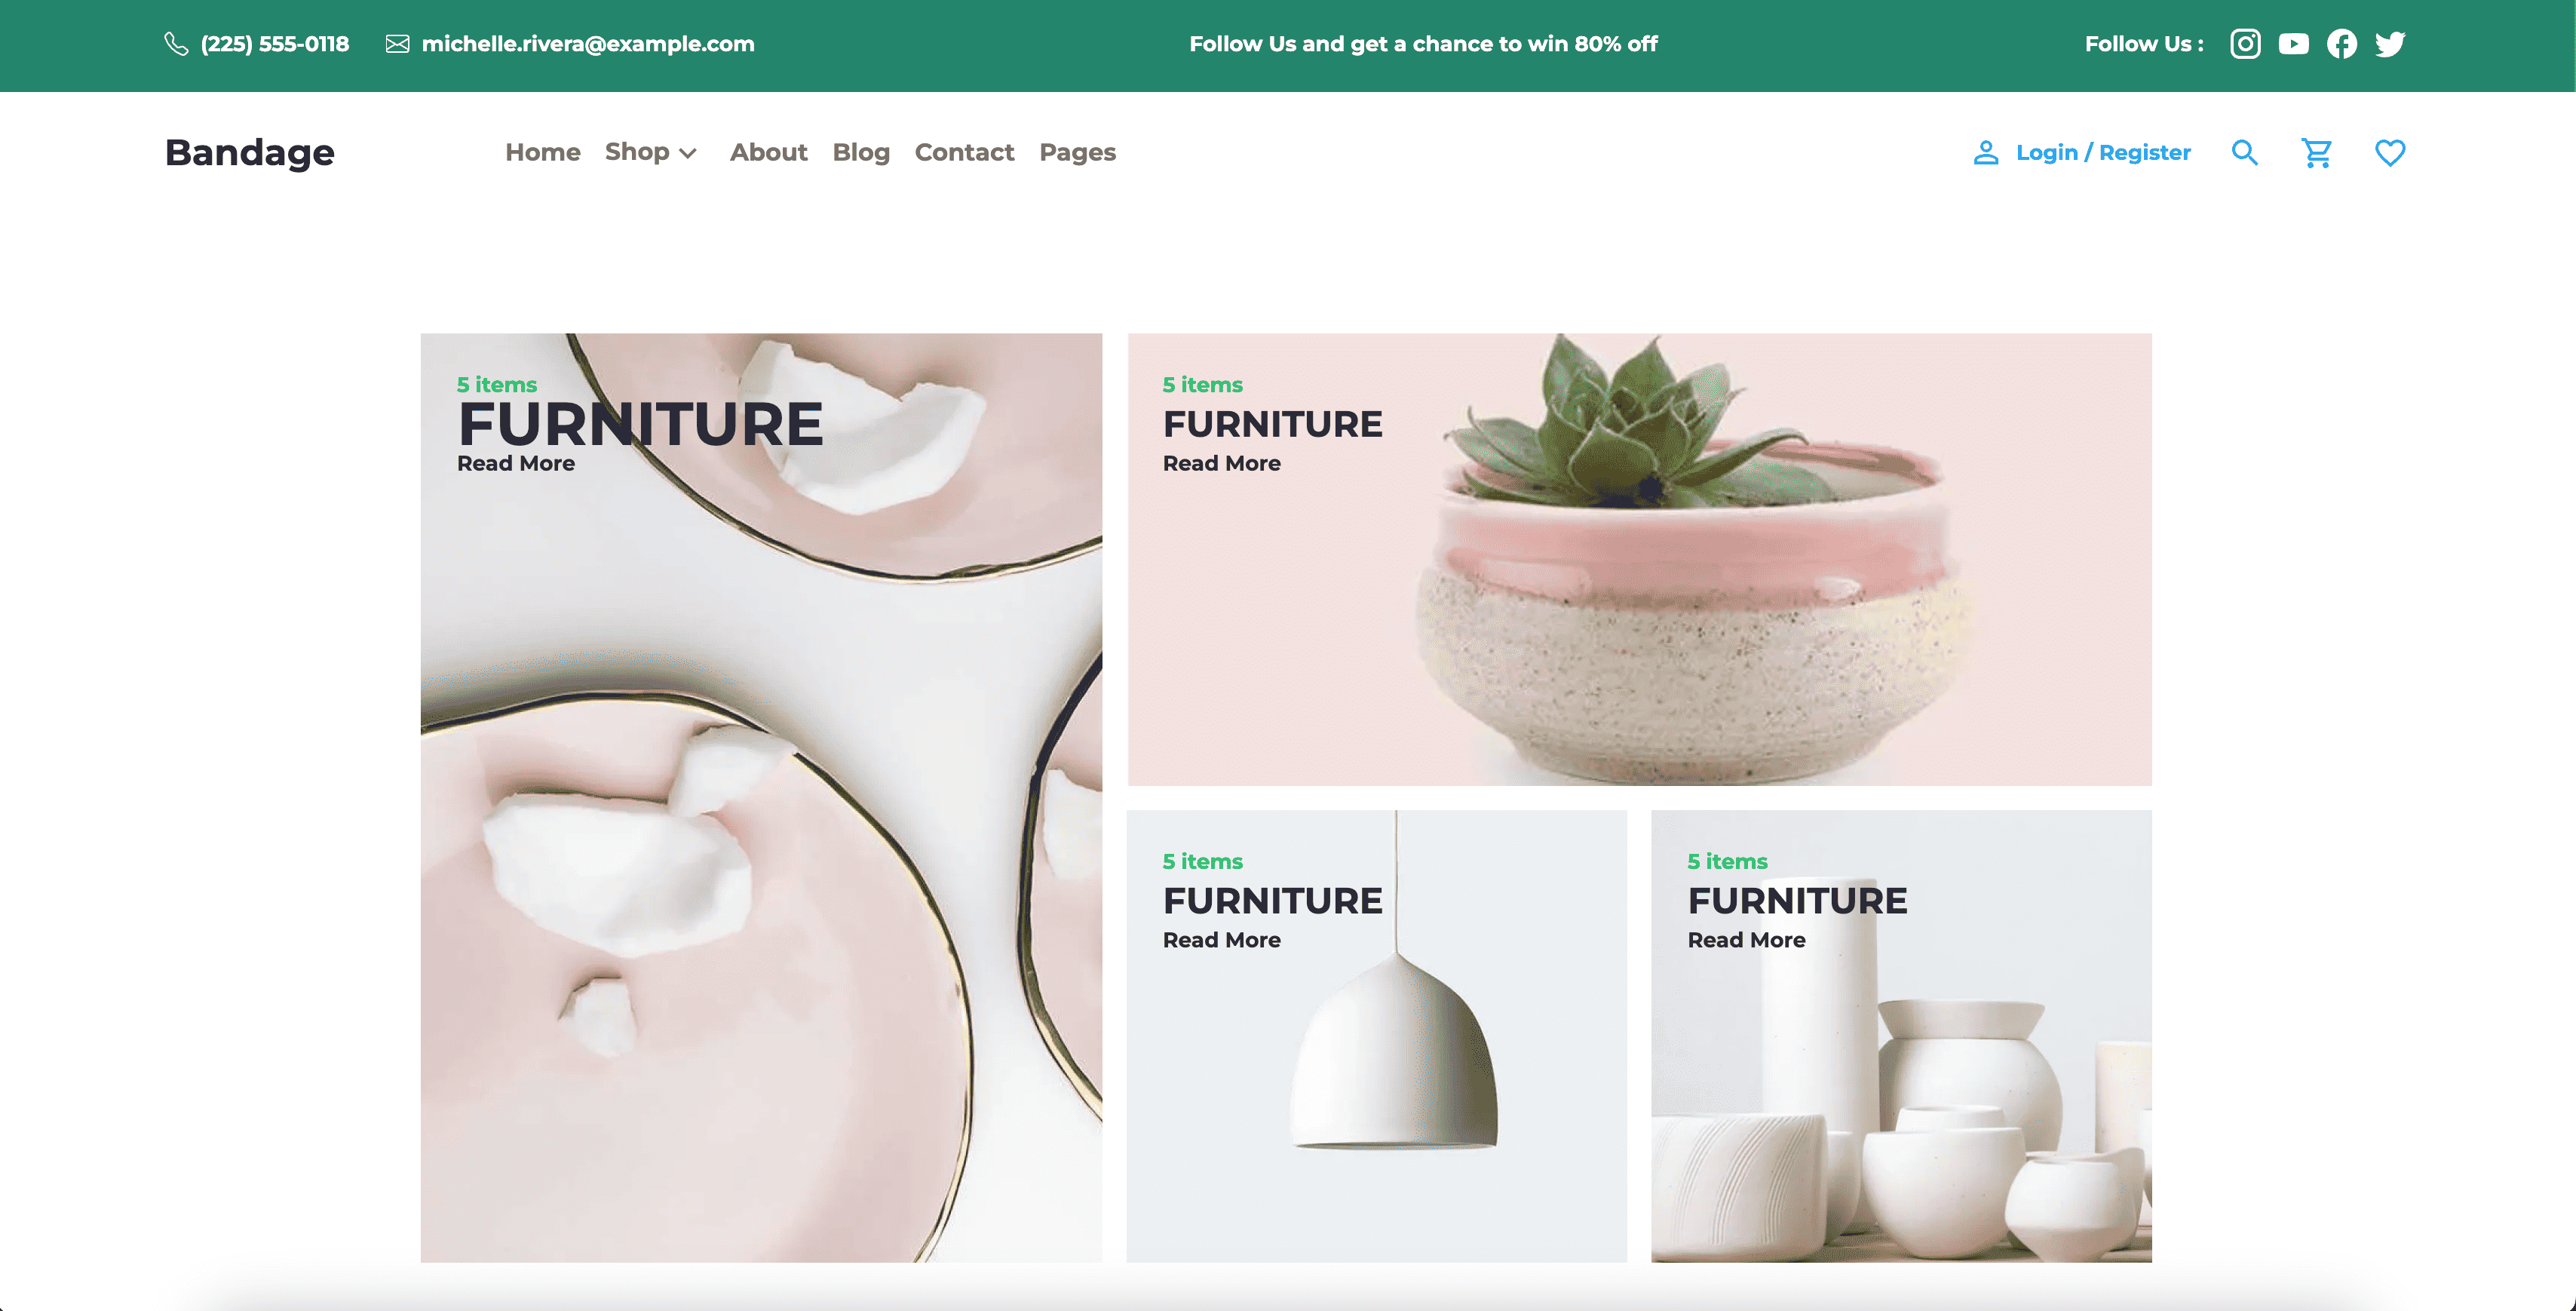 (225) 555-0118
michelle.rivera@example.com
Follow Us and get a chance to win 80% off
Follow Us :
Bandage
Home
Shop
About
Blog
Contact
Pages
Login / Register
5 items
FURNITURE
Read More
5 items
FURNITURE
Read More
5 items
FURNITURE
Read More
5 items
FURNITURE
Read More